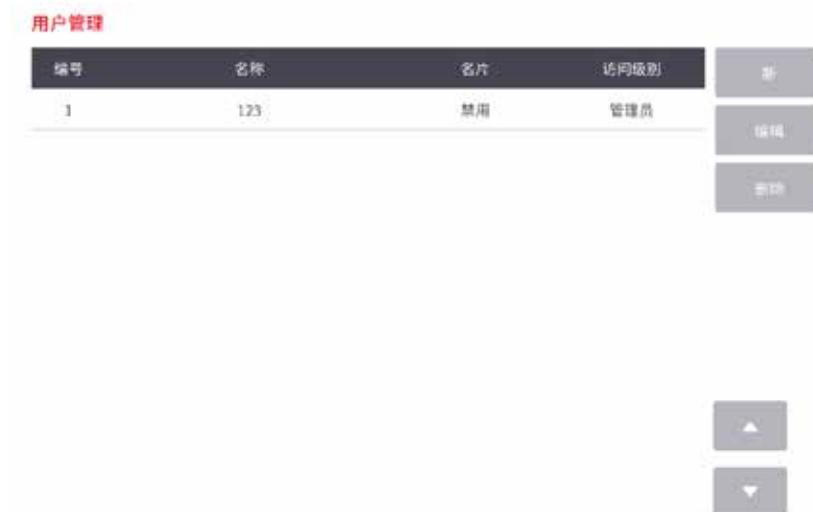 用户管理
编号 名称 名片 访问级别
1 123 禁用 管理员
新
编辑
删除